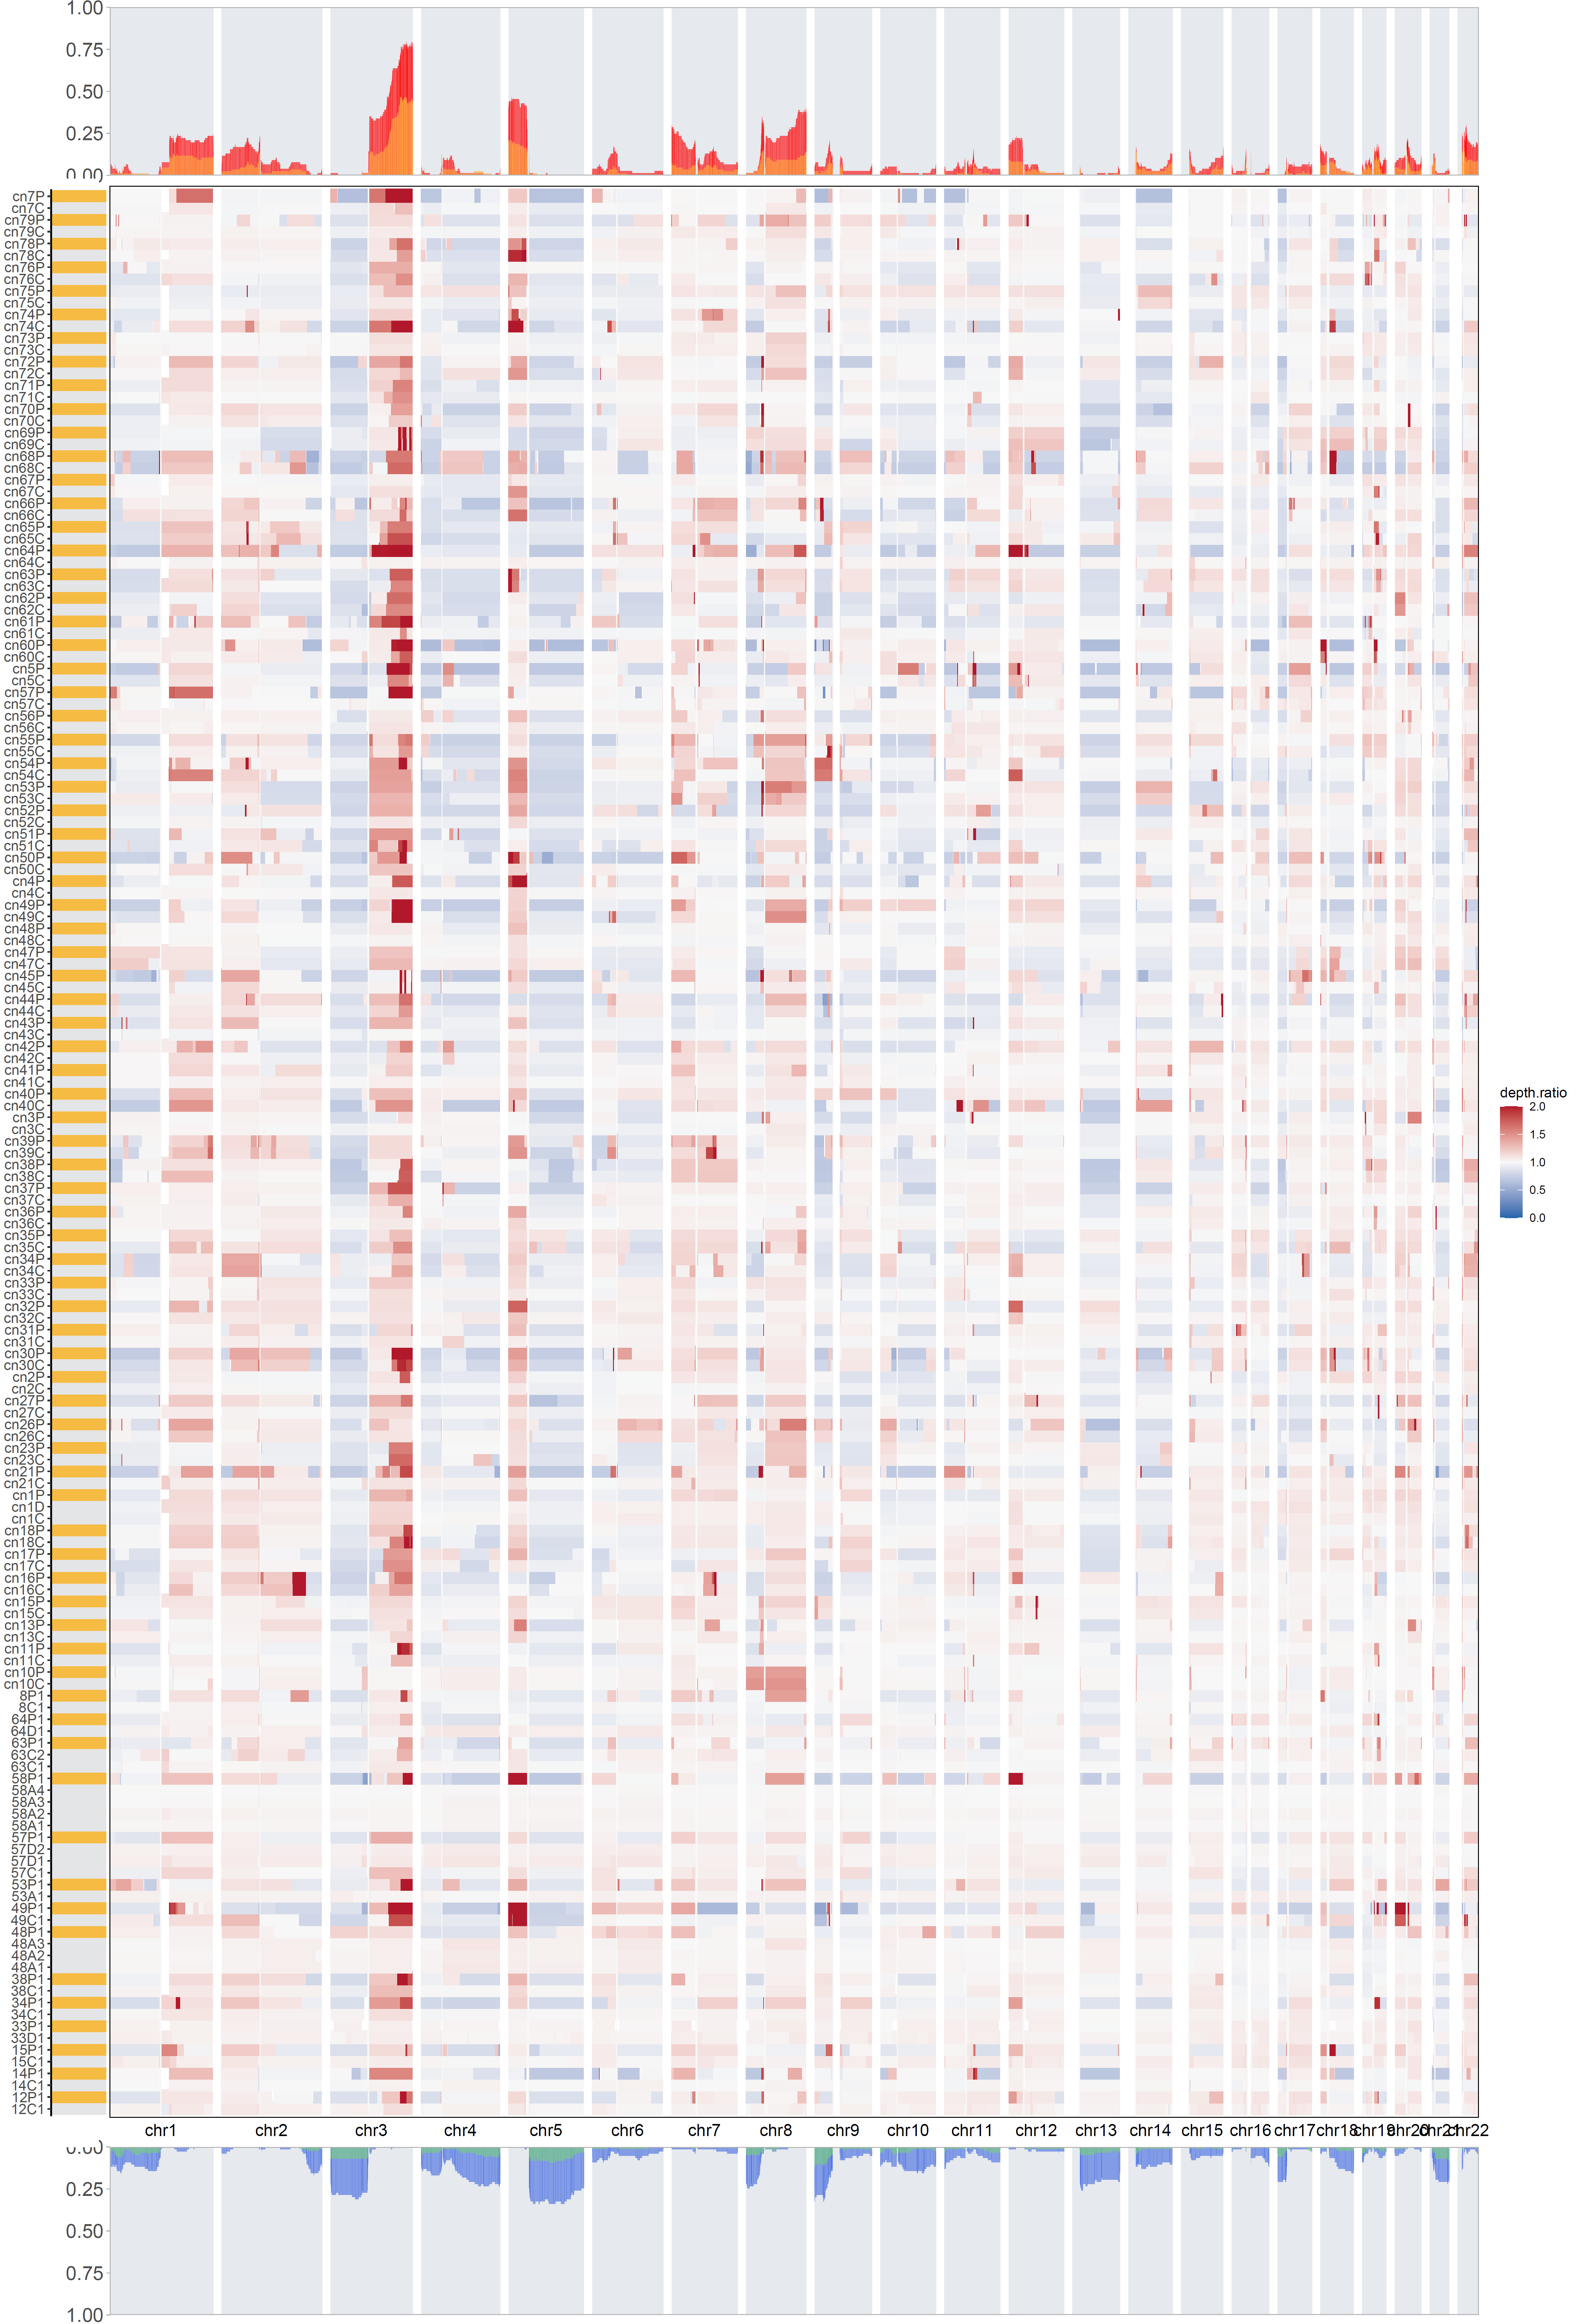 1.00
0.75
0.50
0.25
0.00
cn7P
cn7C
cn79P
cn79C
cn78P
cn78C
cn76P
cn76C
cn75P
cn75C
cn74P
cn74C
cn73P
cn73C
cn72P
cn72C
cn71P
cn71C
cn70P
cn70C
cn69P
cn69C
cn68P
cn68C
cn67P
cn67C
cn66P
cn66C
cn65P
cn65C
cn64P
cn64C
cn63P
cn63C
cn62P
cn62C
cn61P
cn61C
cn60P
cn60C
cn5P
cn5C
cn57P
cn57C
cn56P
cn56C
cn55P
cn55C
cn54P
cn54C
cn53P
cn53C
cn52P
cn52C
cn51P
cn51C
cn50P
cn50C
cn4P
cn4C
cn49P
cn49C
cn48P
cn48C
cn47P
cn47C
cn45P
cn45C
cn44P
cn44C
cn43P
cn43C
cn42P
cn42C
cn41P
cn41C
cn40P
cn40C
cn3P
cn3C
cn39P
cn39C
cn38P
cn38C
cn37P
cn37C
cn36P
cn36C
cn35P
cn35C
cn34P
cn34C
cn33P
cn33C
cn32P
cn32C
cn31P
cn31C
cn30P
cn30C
cn2P
cn2C
cn27P
cn27C
cn26P
cn26C
cn23P
cn23C
cn21P
cn21C
cn1P
cn1D
cn1C
cn18P
cn18C
cn17P
cn17C
cn16P
cn16C
cn15P
cn15C
cn13P
cn13C
cn11P
cn11C
cn10P
cn10C
8P1
8C1
64P1
64D1
63P1
63C2
63C1
58P1
58A4
58A3
58A2
58A1
57P1
57D2
57D1
57C1
53P1
53A1
49P1
49C1
48P1
48A3
48A2
48A1
38P1
38C1
34P1
34C1
33P1
33D1
15P1
15C1
14P1
14C1
12P1
12C1
depth.ratio
2.0
1.5
1.0
0.5
0.0
chr1 chr2 chr3 chr4 chr5 chr6 chr7 chr8 chr9 chr10 chr11 chr12 chr13 chr14 chr15 chr16 chr17 chr18 chr19 chr20 chr21 chr22
0.00
0.25
0.50
0.75
1.00